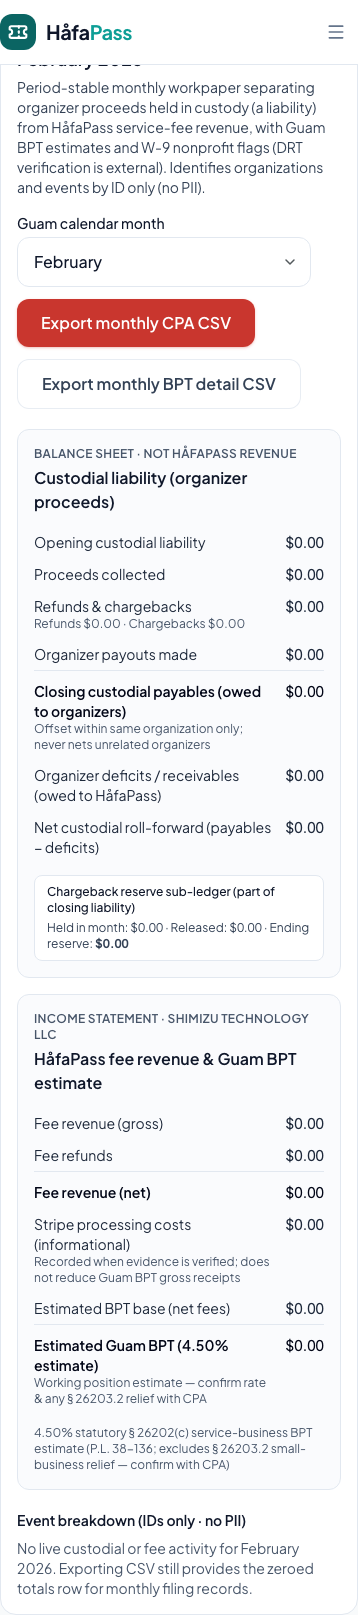 HåfaPass
February 2026
Period-stable monthly workpaper separating
organizer proceeds held in custody (a liability)
from HåfaPass service-fee revenue, with Guam
BPT estimates and W-9 nonprofit flags (DRT
verification is external). Identifies organizations
and events by ID only (no PII).
Guam calendar month
February
Export monthly CPA CSV
Export monthly BPT detail CSV
BALANCE SHEET · NOT HÅFAPASS REVENUE
Custodial liability (organizer
proceeds)
Opening custodial liability $0.00
Proceeds collected $0.00
Refunds & chargebacks $0.00
Refunds $0.00 · Chargebacks $0.00
Organizer payouts made $0.00
Closing custodial payables (owed $0.00
to organizers)
Offset within same organization only;
never nets unrelated organizers
Organizer deficits / receivables $0.00
(owed to HåfaPass)
Net custodial roll-forward (payables $0.00
− deficits)
Chargeback reserve sub-ledger (part of
closing liability)
Held in month: $0.00 · Released: $0.00 · Ending
reserve: $0.00
INCOME STATEMENT · SHIMIZU TECHNOLOGY
LLC
HåfaPass fee revenue & Guam BPT
estimate
Fee revenue (gross) $0.00
Fee refunds $0.00
Fee revenue (net) $0.00
Stripe processing costs $0.00
(informational)
Recorded when evidence is verified; does
not reduce Guam BPT gross receipts
Estimated BPT base (net fees) $0.00
Estimated Guam BPT (4.50% $0.00
estimate)
Working position estimate — confirm rate
& any § 26203.2 relief with CPA
4.50% statutory § 26202(c) service-business BPT
estimate (P.L. 38-136; excludes § 26203.2 small-
business relief — confirm with CPA)
Event breakdown (IDs only · no PII)
No live custodial or fee activity for February
2026. Exporting CSV still provides the zeroed
totals row for monthly filing records.